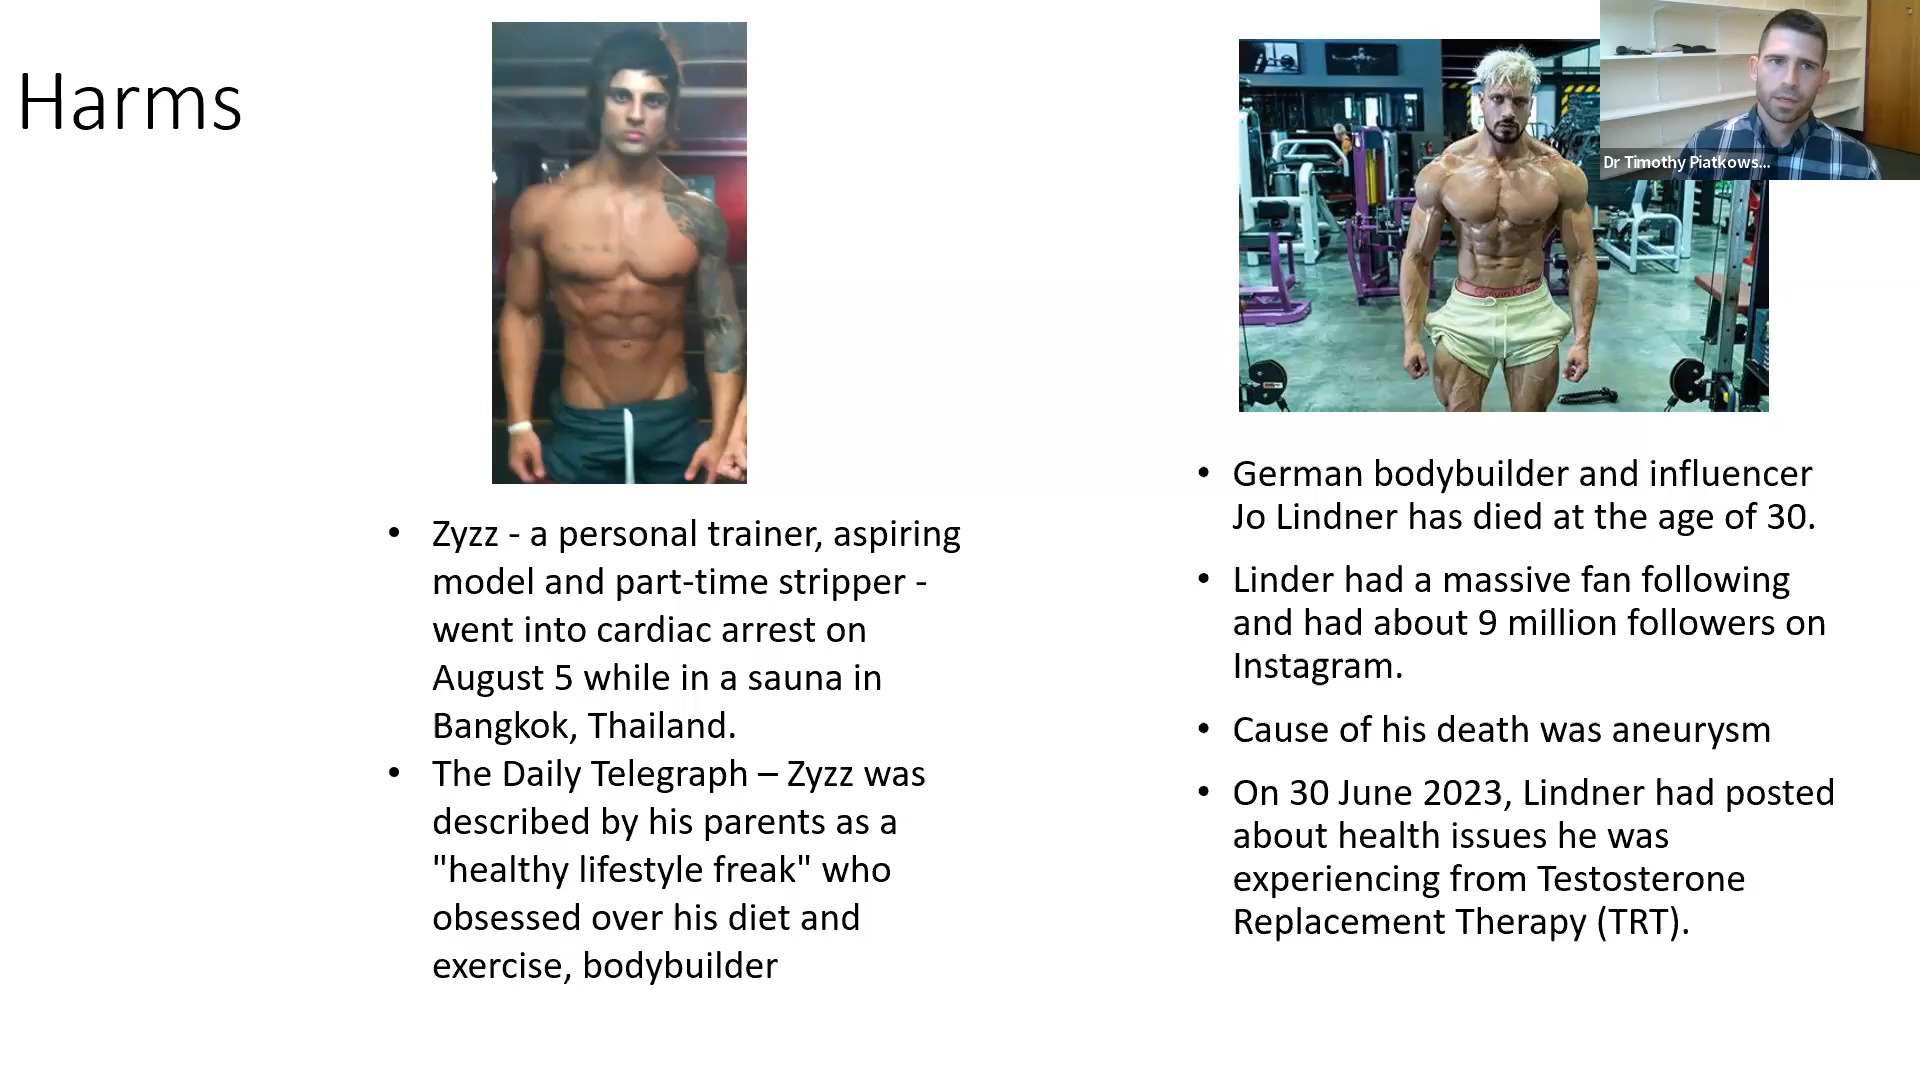 Harms
Dr Timothy Piatkows...
• Zyzz - a personal trainer, aspiring
model and part-time stripper -
went into cardiac arrest on
August 5 while in a sauna in
Bangkok, Thailand.
• The Daily Telegraph – Zyzz was
described by his parents as a
"healthy lifestyle freak" who
obsessed over his diet and
exercise, bodybuilder
• German bodybuilder and influencer
Jo Lindner has died at the age of 30.
• Linder had a massive fan following
and had about 9 million followers on
Instagram.
• Cause of his death was aneurysm
• On 30 June 2023, Lindner had posted
about health issues he was
experiencing from Testosterone
Replacement Therapy (TRT).